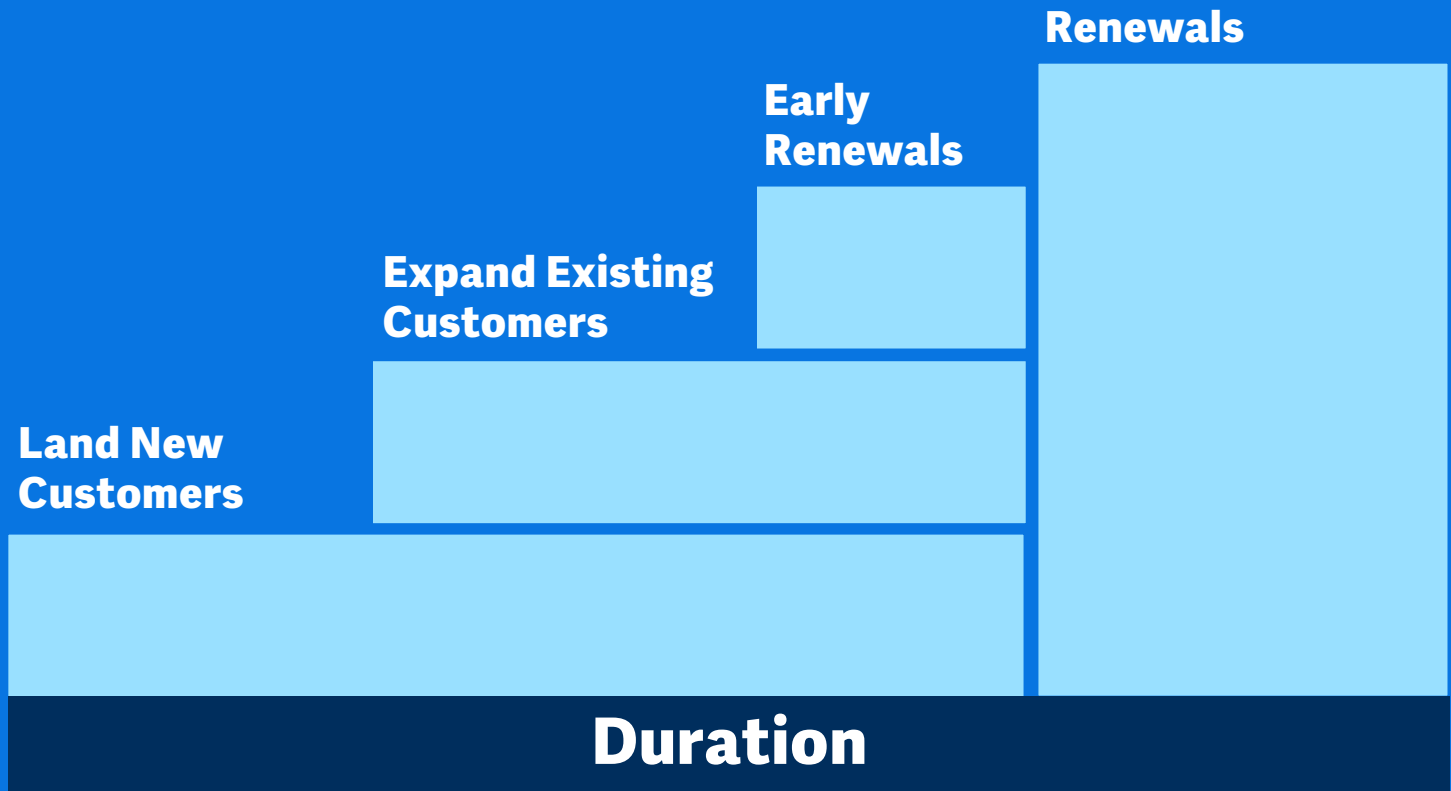 Renewals
Early
Renewals
Expand Existing
Customers
Land New
Customers
Duration